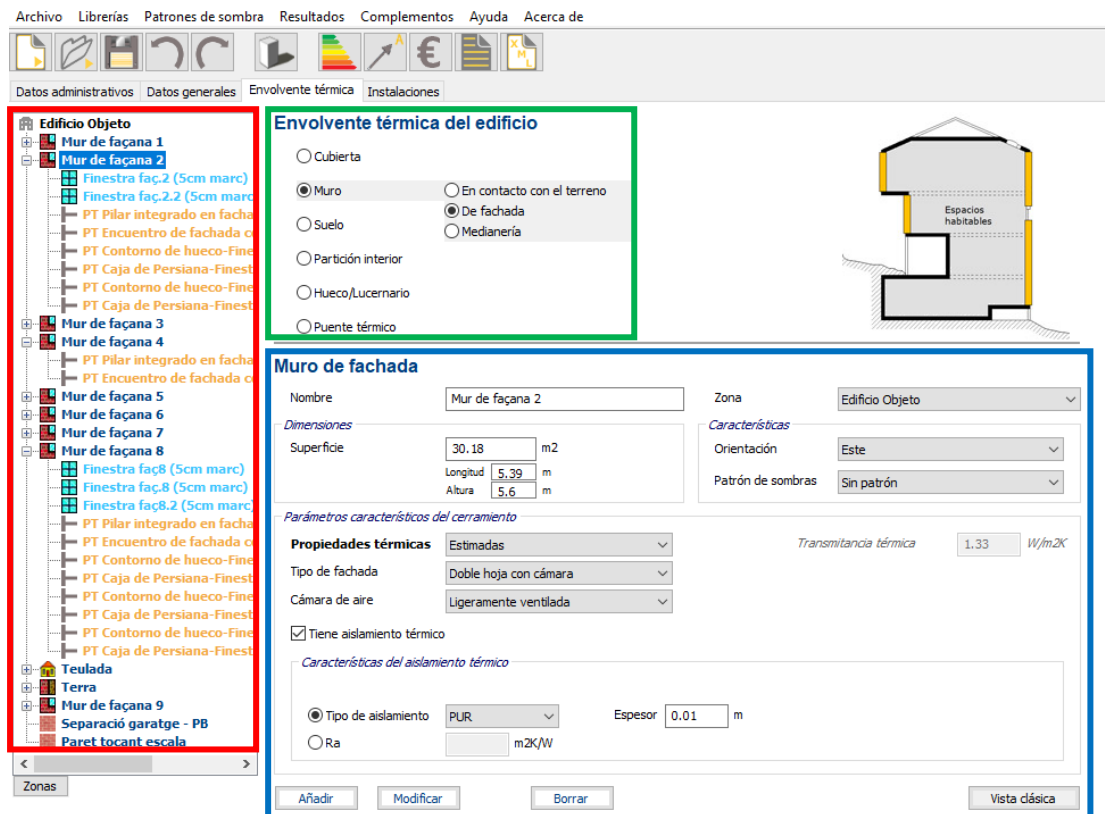 Archivo Librerías Patrones de sombra Resultados Complementos Ayuda Acerca de
A € X M L
Datos administrativos Datos generales Envolvente térmica Instalaciones
Edificio Objeto
Mur de façana 1
Mur de façana 2
Finestra faç.2 (5cm marc)
Finestra faç.2.2 (5cm marc
PT Pilar integrado en facha
PT Encuentro de fachada c
PT Contorno de hueco-Fine
PT Caja de Persiana-Finest
PT Contorno de hueco-Fine
PT Caja de Persiana-Finest
Mur de façana 3
Mur de façana 4
PT Pilar integrado en facha
PT Encuentro de fachada c
Mur de façana 5
Mur de façana 6
Mur de façana 7
Mur de façana 8
Finestra faç8 (5cm marc)
Finestra faç.8 (5cm marc)
Finestra faç8.2 (5cm marc)
PT Pilar integrado en facha
PT Encuentro de fachada c
PT Contorno de hueco-Fine
PT Caja de Persiana-Finest
PT Contorno de hueco-Fine
PT Caja de Persiana-Finest
PT Contorno de hueco-Fine
PT Caja de Persiana-Finest
Teulada
Terra
Mur de façana 9
Separació garatge - PB
Paret tocant escala
Zonas
Envolvente térmica del edificio
Cubierta
Muro
En contacto con el terreno
De fachada
Medianería
Suelo
Partición interior
Hueco/Lucernario
Puente térmico
Espacios
habitables
Muro de fachada
Nombre Mur de façana 2 Zona Edificio Objeto
Dimensiones
Superficie 30.18 m2
Longitud 5.39 m
Altura 5.6 m
Características
Orientación Este
Patrón de sombras Sin patrón
Parámetros característicos del cerramiento
Propiedades térmicas Estimadas Transmitancia térmica 1.33 W/m2K
Tipo de fachada Doble hoja con cámara
Cámara de aire Ligeramente ventilada
Tiene aislamiento térmico
Características del aislamiento térmico
Tipo de aislamiento PUR Espesor 0.01 m
Ra m2K/W
Añadir Modificar Borrar Vista clásica